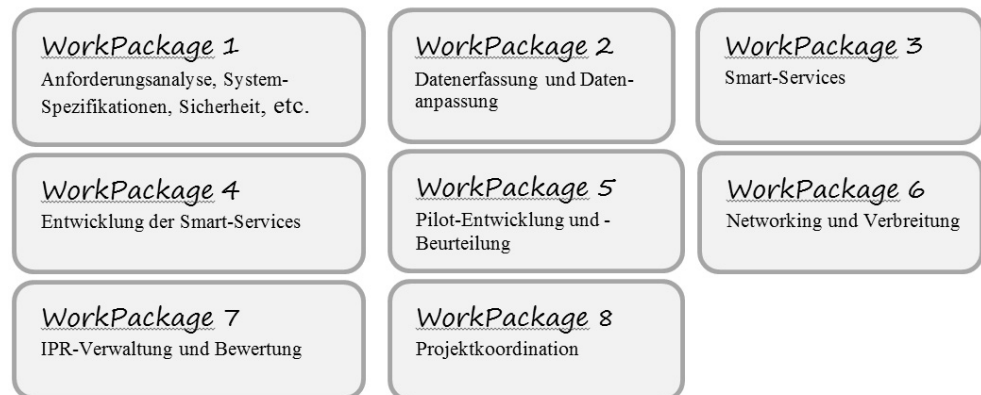 WorkPackage 1
Anforderungsanalyse, System-
Spezifikationen, Sicherheit, etc.
WorkPackage 2
Datenerfassung und Daten-
anpassung
WorkPackage 3
Smart-Services
WorkPackage 4
Entwicklung der Smart-Services
WorkPackage 5
Pilot-Entwicklung und -
Beurteilung
WorkPackage 6
Networking und Verbreitung
WorkPackage 7
IPR-Verwaltung und Bewertung
WorkPackage 8
Projektkoordination